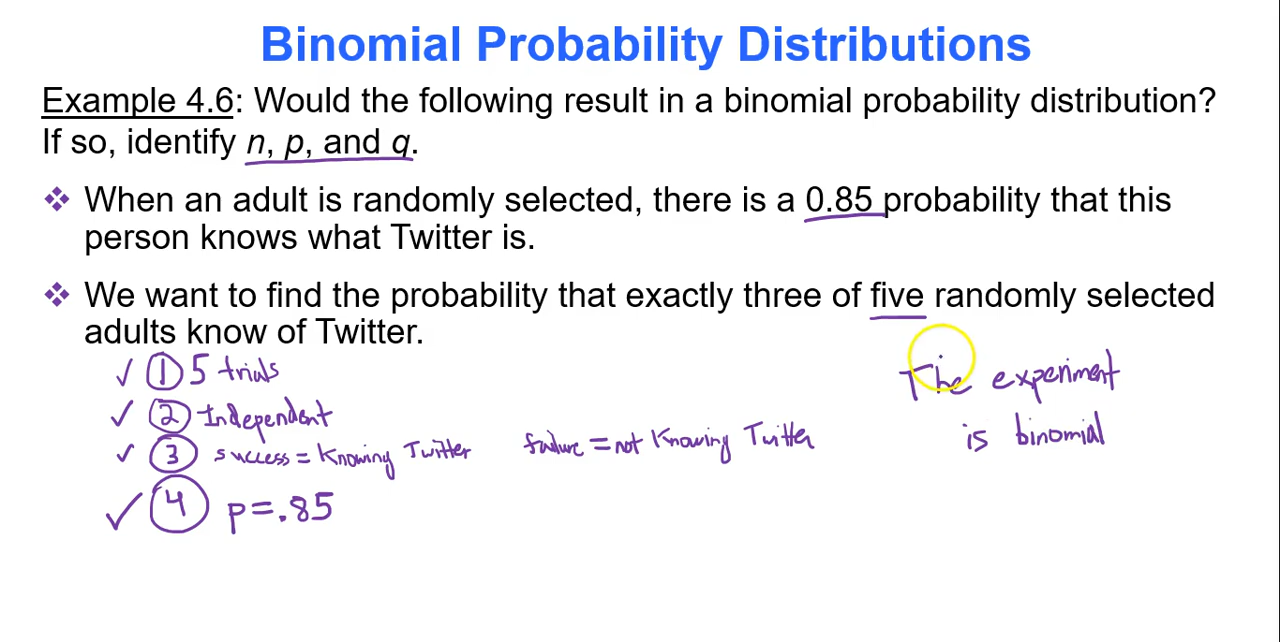 Binomial Probability Distributions
Example 4.6: Would the following result in a binomial probability distribution?
If so, identify n, p, and q.
❖ When an adult is randomly selected, there is a 0.85 probability that this
person knows what Twitter is.
❖ We want to find the probability that exactly three of five randomly selected
adults know of Twitter.
✓ ① 5 trials
✓ ② Independent
✓ ③ success = Knowing Twitter failure = not Knowing Twitter
✓ ④ p = .85
The experiment
is binomial